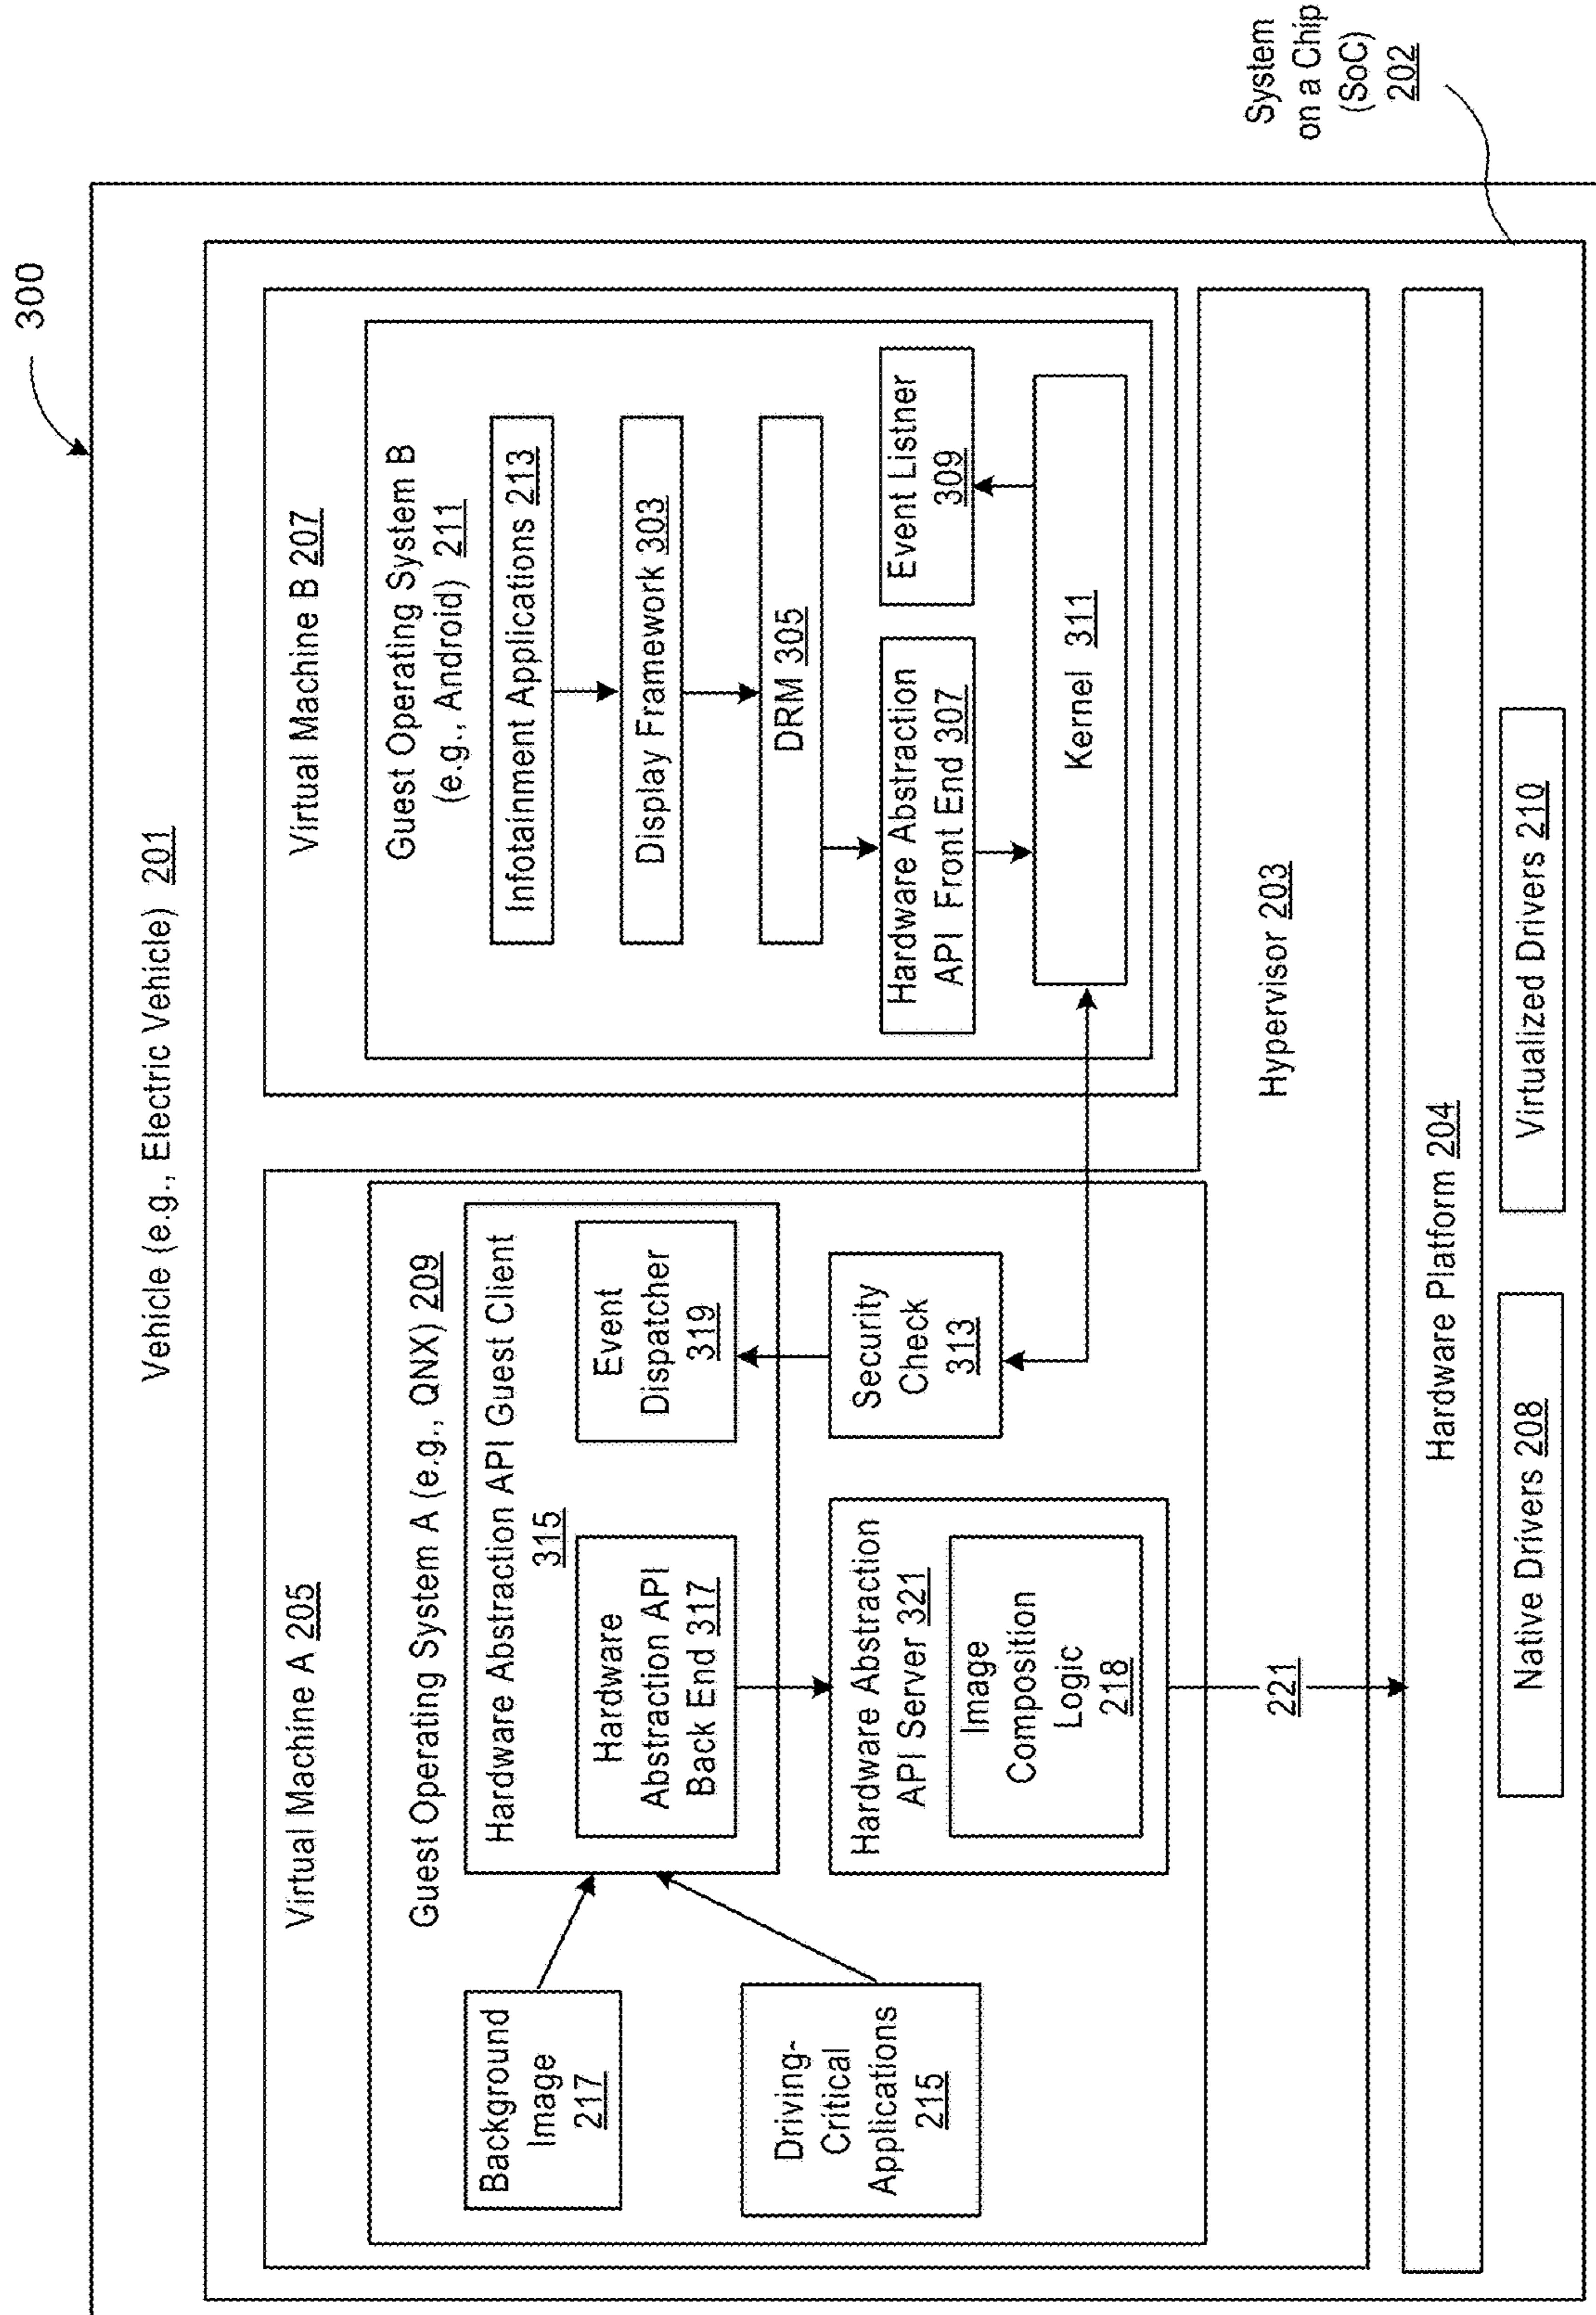 300
Vehicle (e.g., Electric Vehicle) 201
System
on a Chip
(SoC)
202
Virtual Machine A 205
Guest Operating System A (e.g., QNX) 209
Background
Image
217
Driving-
Critical
Applications
215
Hardware Abstraction API Guest Client
315
Hardware
Abstraction API
Back End 317
Event
Dispatcher
319
Hardware Abstraction
API Server 321
Image
Composition
Logic
218
Security
Check
313
221
Virtual Machine B 207
Guest Operating System B
(e.g., Android) 211
Infotainment Applications 213
Display Framework 303
DRM 305
Hardware Abstraction
API Front End 307
Event Listner
309
Kernel 311
Hypervisor 203
Hardware Platform 204
Native Drivers 208
Virtualized Drivers 210